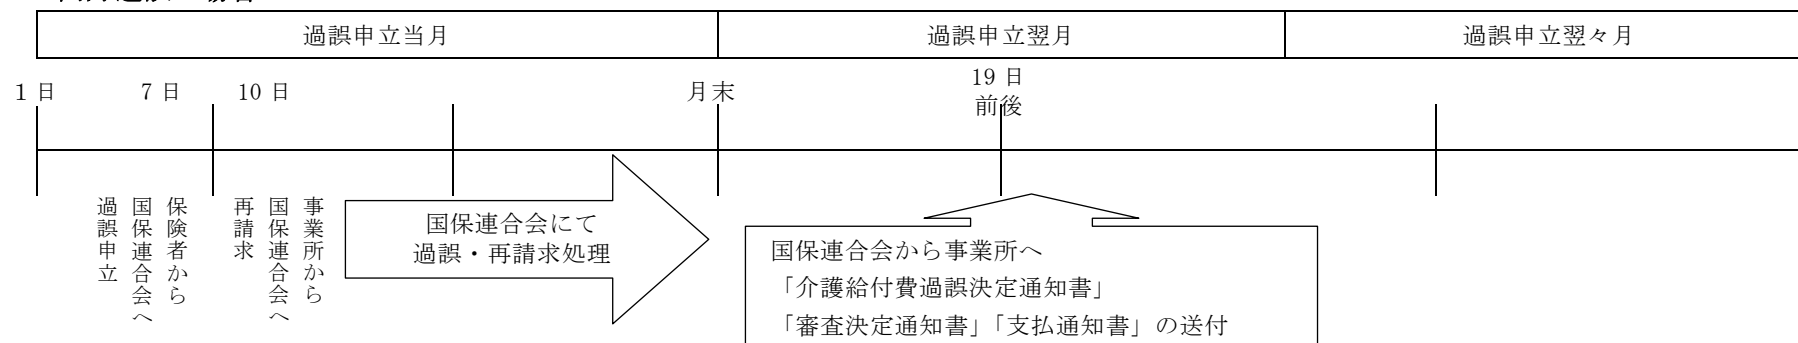 過誤申立当月
過誤申立翌月
過誤申立翌々月
1日
7日
10日
月末
19日
前後
保険者から
国保連合会へ
過誤申立
事業所から
国保連合会へ
再請求
国保連合会にて
過誤・再請求処理
国保連合会から事業所へ
「介護給付費過誤決定通知書」
「審査決定通知書」「支払通知書」の送付